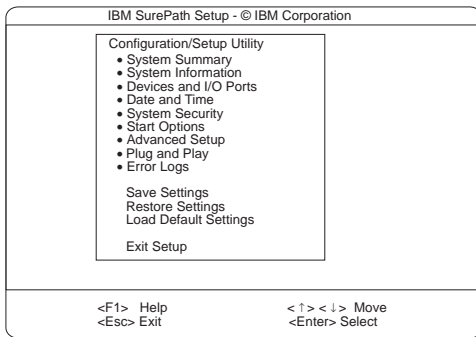 IBM SurePath Setup - © IBM Corporation
Configuration/Setup Utility
• System Summary
• System Information
• Devices and I/O Ports
• Date and Time
• System Security
• Start Options
• Advanced Setup
• Plug and Play
• Error Logs
Save Settings
Restore Settings
Load Default Settings
Exit Setup
<F1> Help < ↑ > < ↓ > Move
<Esc> Exit <Enter> Select